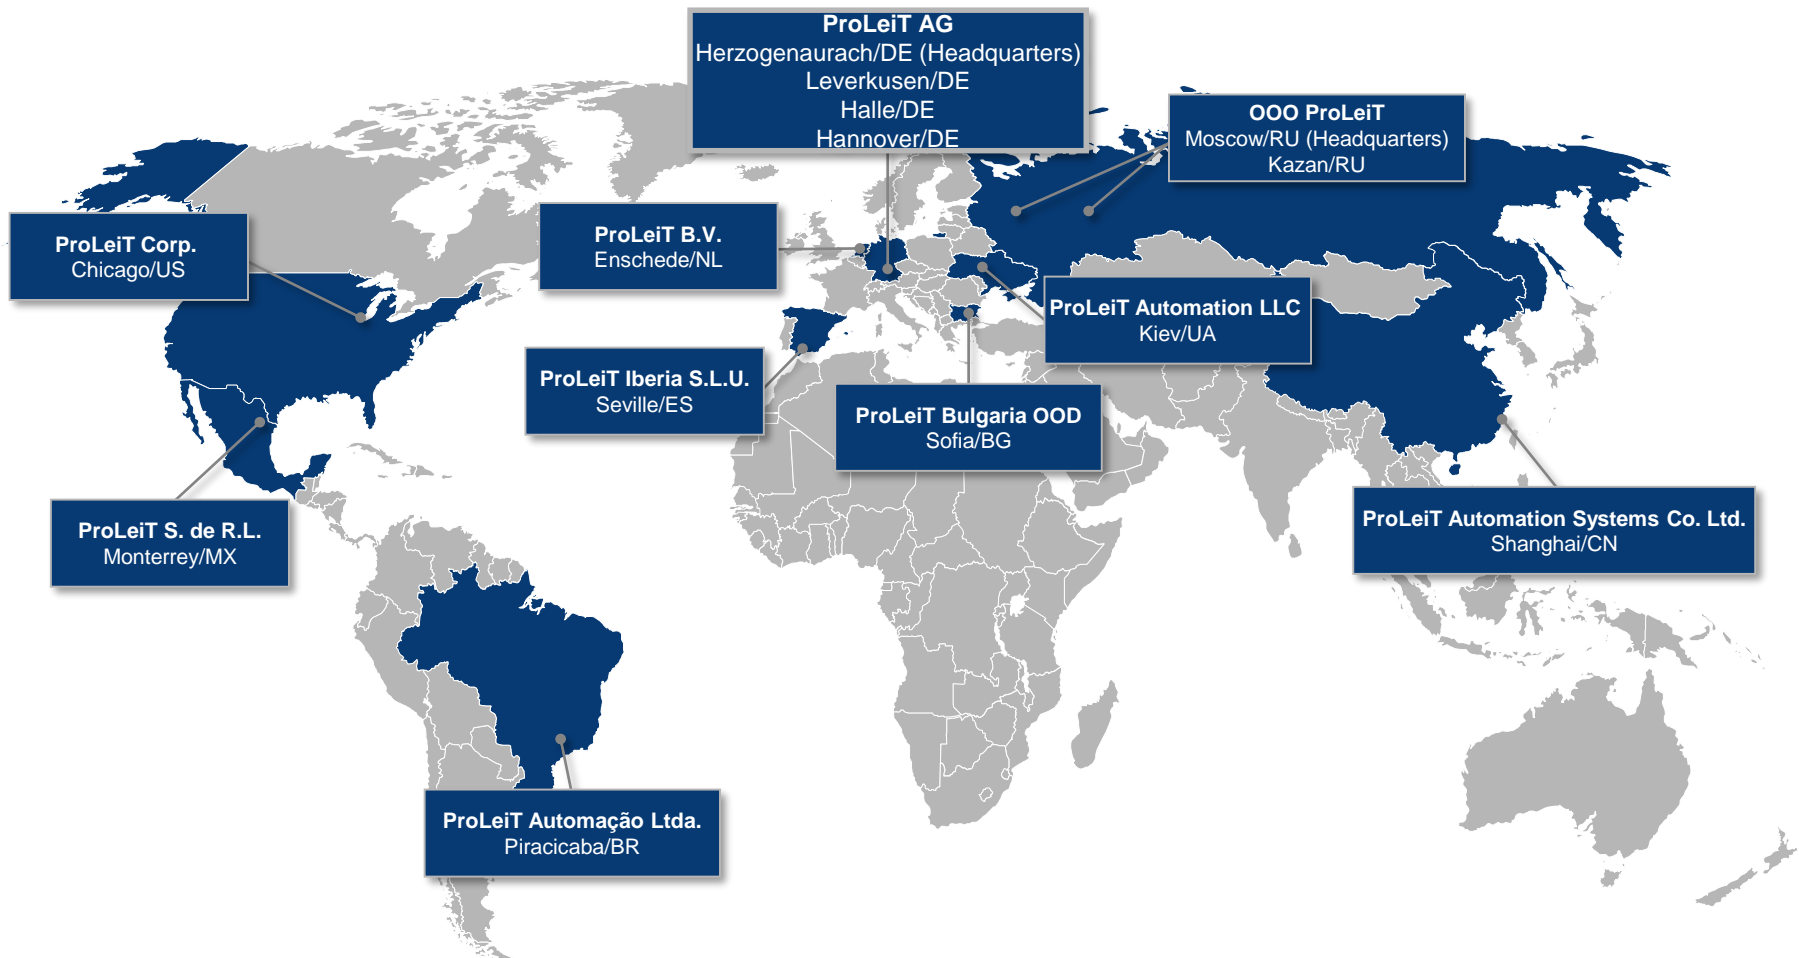 ProLeiT AG
Herzogenaurach/DE (Headquarters)
Leverkusen/DE
Halle/DE
Hannover/DE
OOO ProLeiT
Moscow/RU (Headquarters)
Kazan/RU
ProLeiT Corp.
Chicago/US
ProLeiT B.V.
Enschede/NL
ProLeiT Automation LLC
Kiev/UA
ProLeiT Iberia S.L.U.
Seville/ES
ProLeiT Bulgaria OOD
Sofia/BG
ProLeiT S. de R.L.
Monterrey/MX
ProLeiT Automation Systems Co. Ltd.
Shanghai/CN
ProLeiT Automação Ltda.
Piracicaba/BR